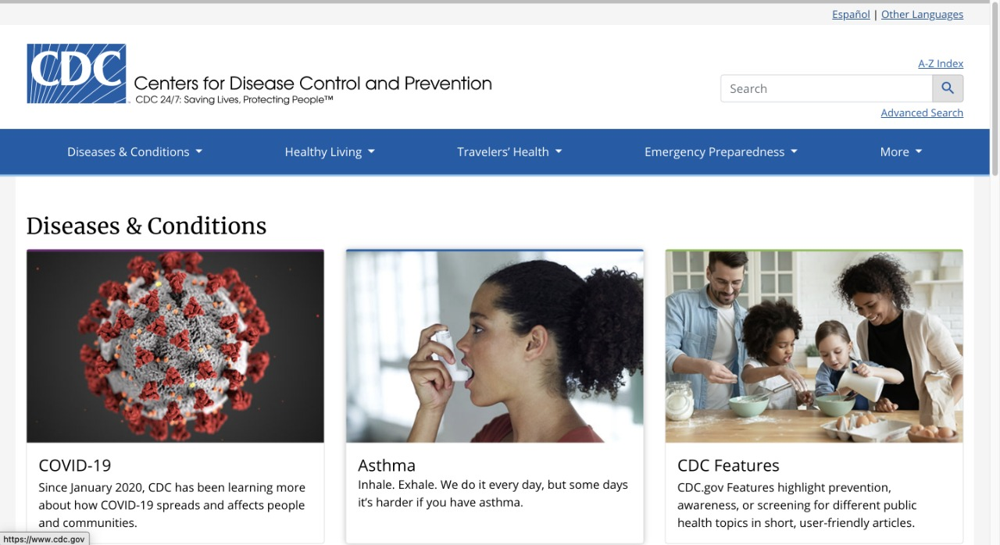 Español | Other Languages
CDC
Centers for Disease Control and Prevention
CDC 24/7: Saving Lives, Protecting People™
A-Z Index
Search
Advanced Search
Diseases & Conditions
Healthy Living
Travelers’ Health
Emergency Preparedness
More
Diseases & Conditions
COVID-19
Since January 2020, CDC has been learning more
about how COVID-19 spreads and affects people
and communities.
Asthma
Inhale. Exhale. We do it every day, but some days
it’s harder if you have asthma.
CDC Features
CDC.gov Features highlight prevention,
awareness, or screening for different public
health topics in short, user-friendly articles.
https://www.cdc.gov